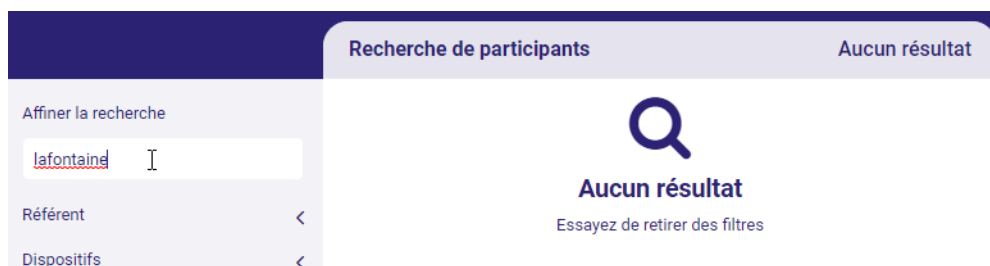 Recherche de participants
Aucun résultat
Affiner la recherche
lafontaine
Référent
Dispositifs
Aucun résultat
Essayez de retirer des filtres